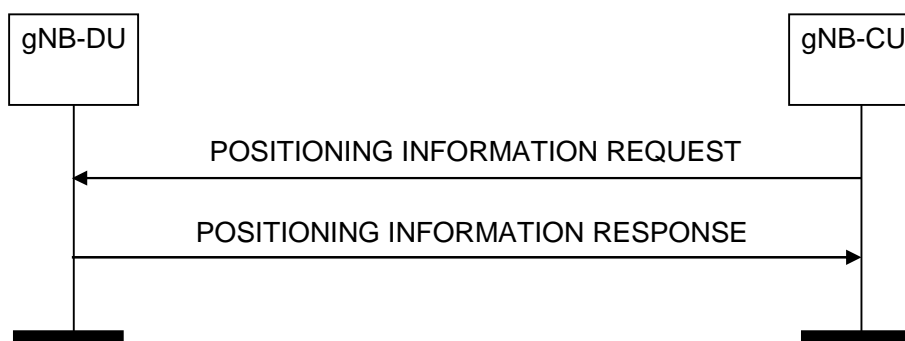 gNB-DU
gNB-CU
POSITIONING INFORMATION REQUEST
POSITIONING INFORMATION RESPONSE